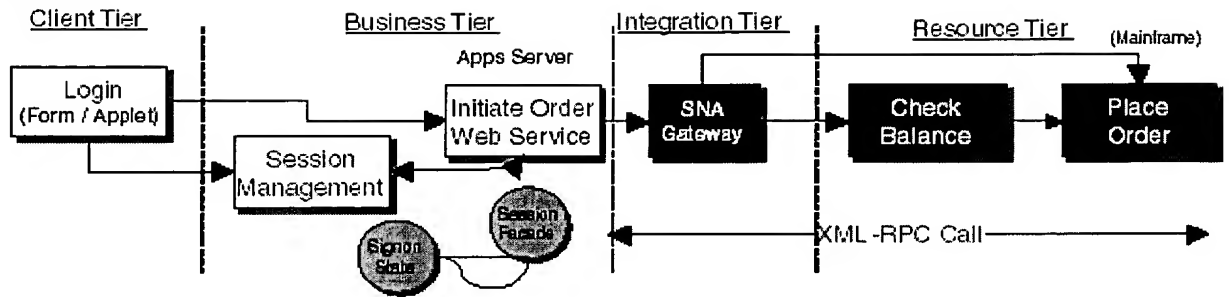 Client Tier
Business Tier
Integration Tier
Resource Tier
(Mainframe)
Apps Server
Login
(Form / Applet)
Initiate Order
Web Service
SNA
Gateway
Check
Balance
Place
Order
Session
Management
Session
Facade
Signon
State
XML-RPC Call